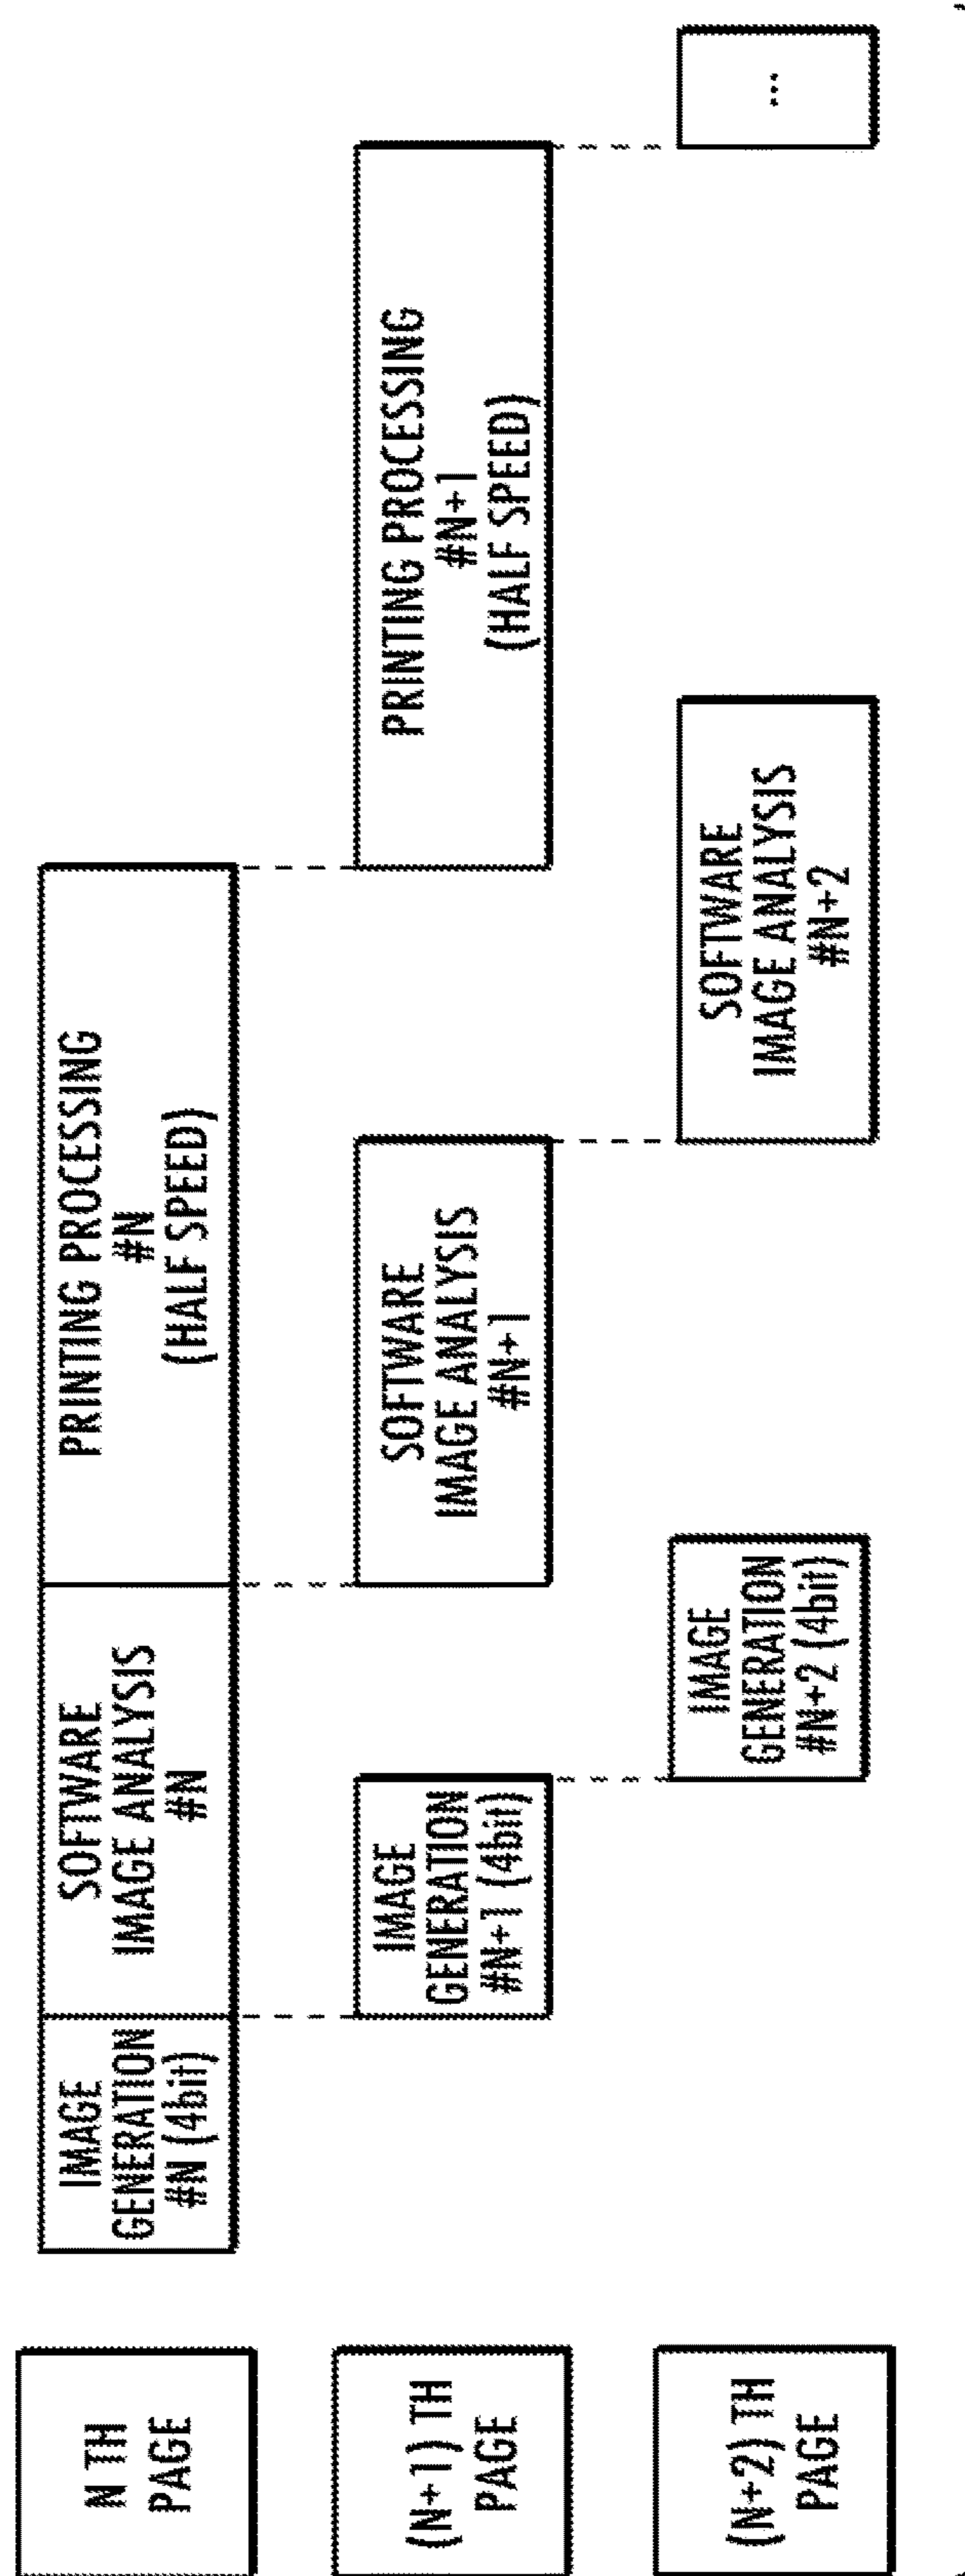 N TH
PAGE
IMAGE
GENERATION
#N (4bit)
SOFTWARE
IMAGE ANALYSIS
#N
PRINTING PROCESSING
#N
(HALF SPEED)
(N+1) TH
PAGE
IMAGE
GENERATION
#N+1 (4bit)
SOFTWARE
IMAGE ANALYSIS
#N+1
PRINTING PROCESSING
#N+1
(HALF SPEED)
(N+2) TH
PAGE
IMAGE
GENERATION
#N+2 (4bit)
SOFTWARE
IMAGE ANALYSIS
#N+2
...